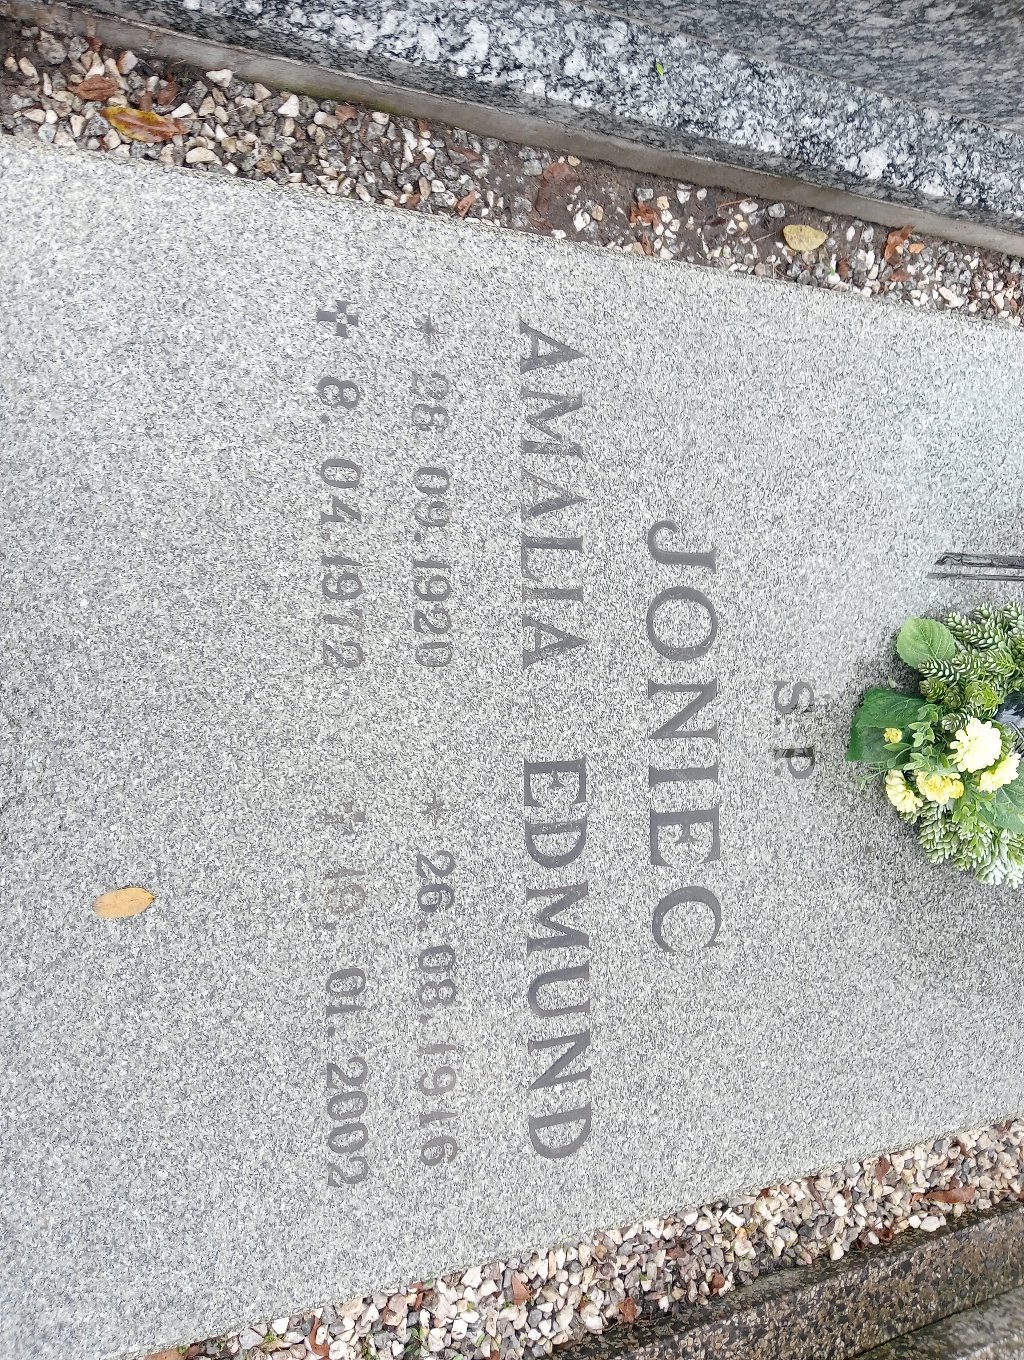 S. P.
JONIEC
AMALIA EDMUND
* 28 09.1920 * 26.08.1916
✝ 8. 04.1972 ✝ 10. 01.2002